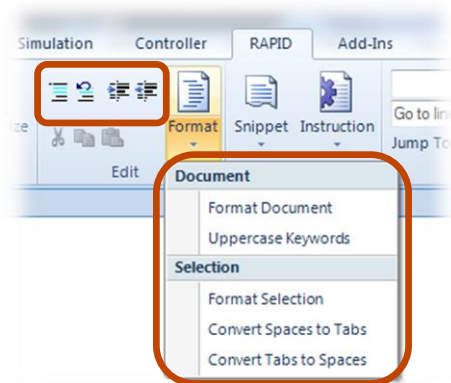 Simulation Controller RAPID Add-Ins
Format Snippet Instruction Go to lin
Edit Jump To
Document
Format Document
Uppercase Keywords
Selection
Format Selection
Convert Spaces to Tabs
Convert Tabs to Spaces